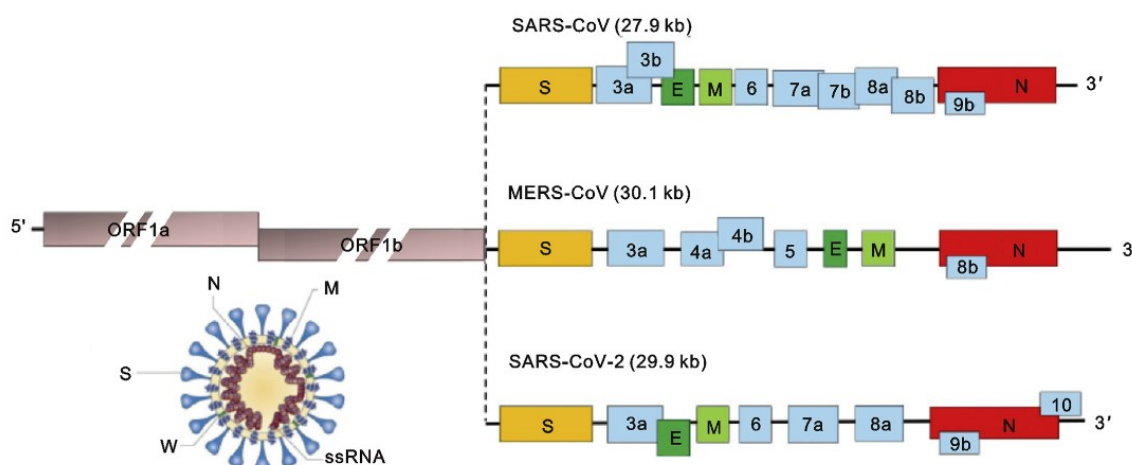 SARS-CoV (27.9 kb)
S 3a 3b E M 6 7a 7b 8a 8b 9b N 3′
MERS-CoV (30.1 kb)
5' ORF1a ORF1b
S 3a 4a 4b 5 E M 8b N 3
N M
S
W ssRNA
SARS-CoV-2 (29.9 kb)
S 3a E M 6 7a 8a 9b N 10 3′